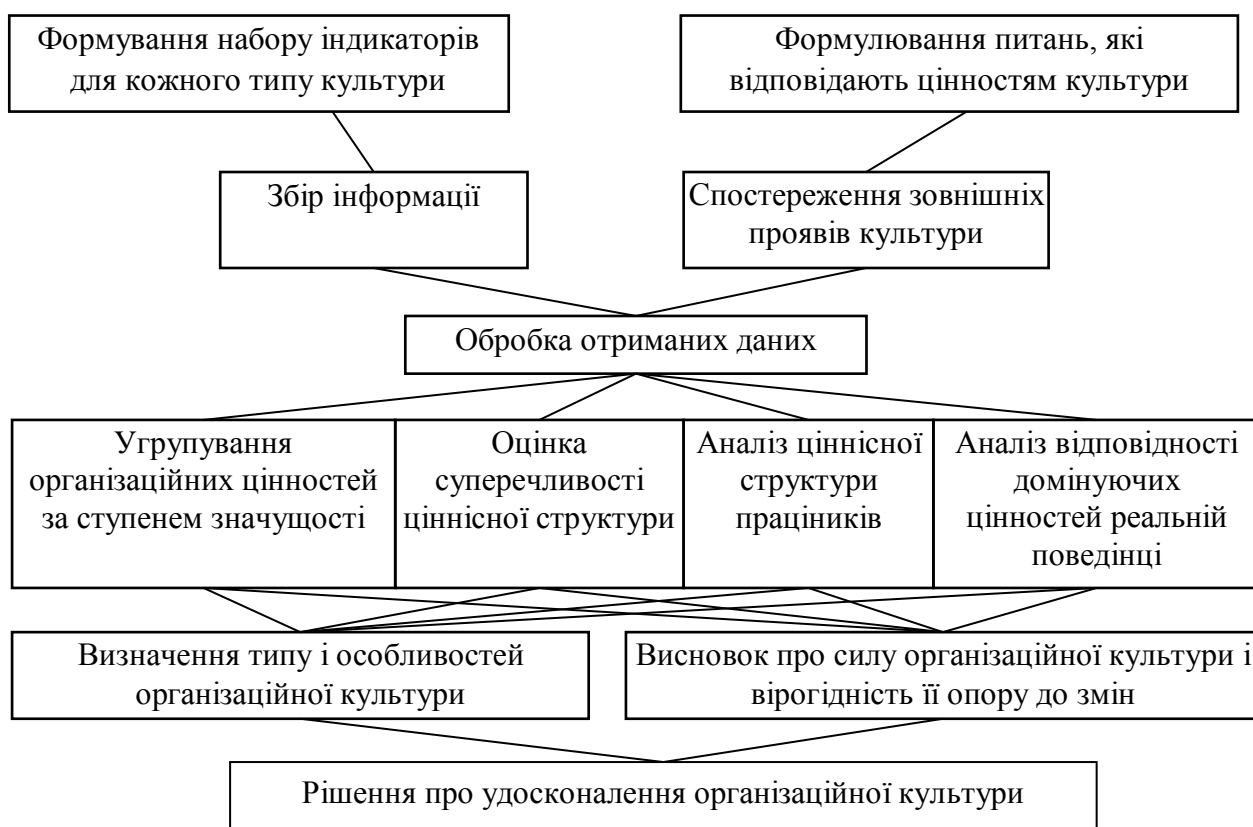 Формування набору індикаторів
для кожного типу культури
Формулювання питань, які
відповідають цінностям культури
Збір інформації
Спостереження зовнішніх
проявів культури
Обробка отриманих даних
Угрупування
організаційних цінностей
за ступенем значущості
Оцінка
суперечливості
ціннісної структури
Аналіз ціннісної
структури
праціників
Аналіз відповідності
домінуючих
цінностей реальній
поведінці
Визначення типу і особливостей
організаційної культури
Висновок про силу організаційної культури і
вірогідність її опору до змін
Рішення про удосконалення організаційної культури